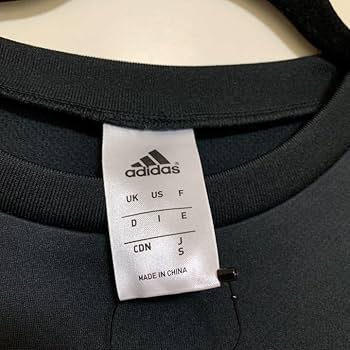 adidas
UK US F
D I E
CDN J
S
MADE IN CHINA